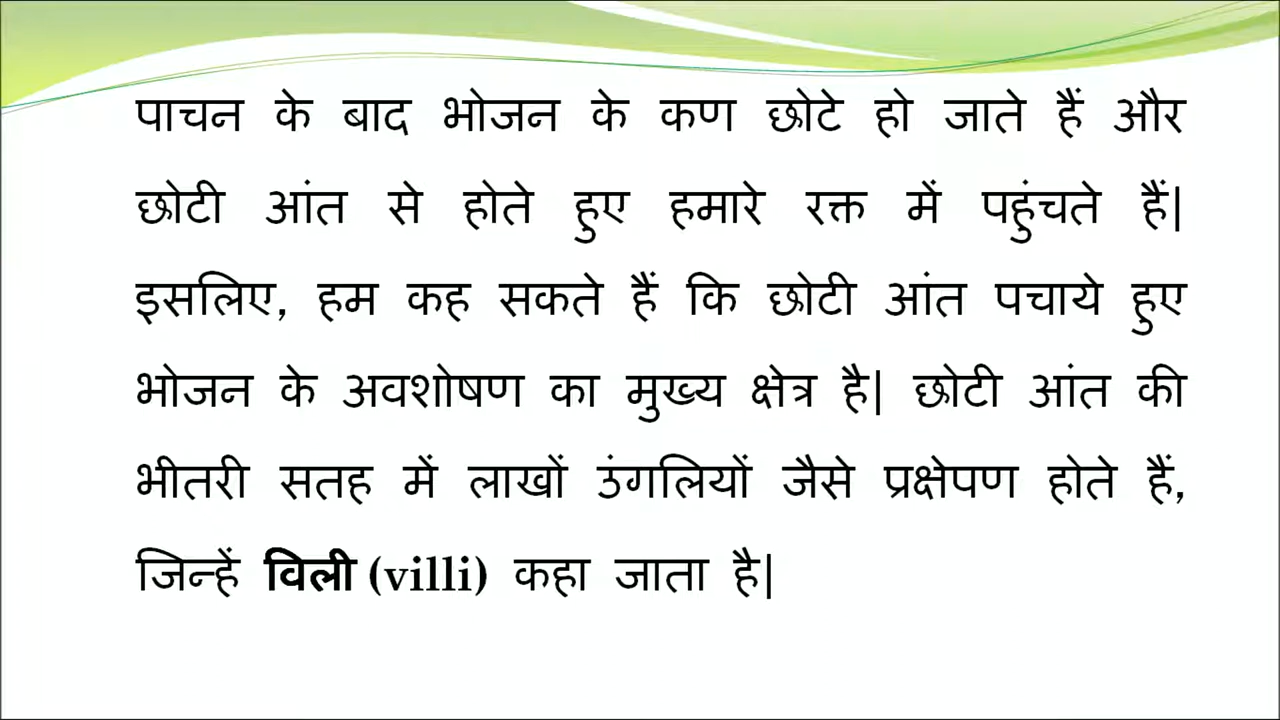 पाचन के बाद भोजन के कण छोटे हो जाते हैं और
छोटी आंत से होते हुए हमारे रक्त में पहुंचते हैं|
इसलिए, हम कह सकते हैं कि छोटी आंत पचाये हुए
भोजन के अवशोषण का मुख्य क्षेत्र है| छोटी आंत की
भीतरी सतह में लाखों उंगलियों जैसे प्रक्षेपण होते हैं,
जिन्हें विली (villi) कहा जाता है|